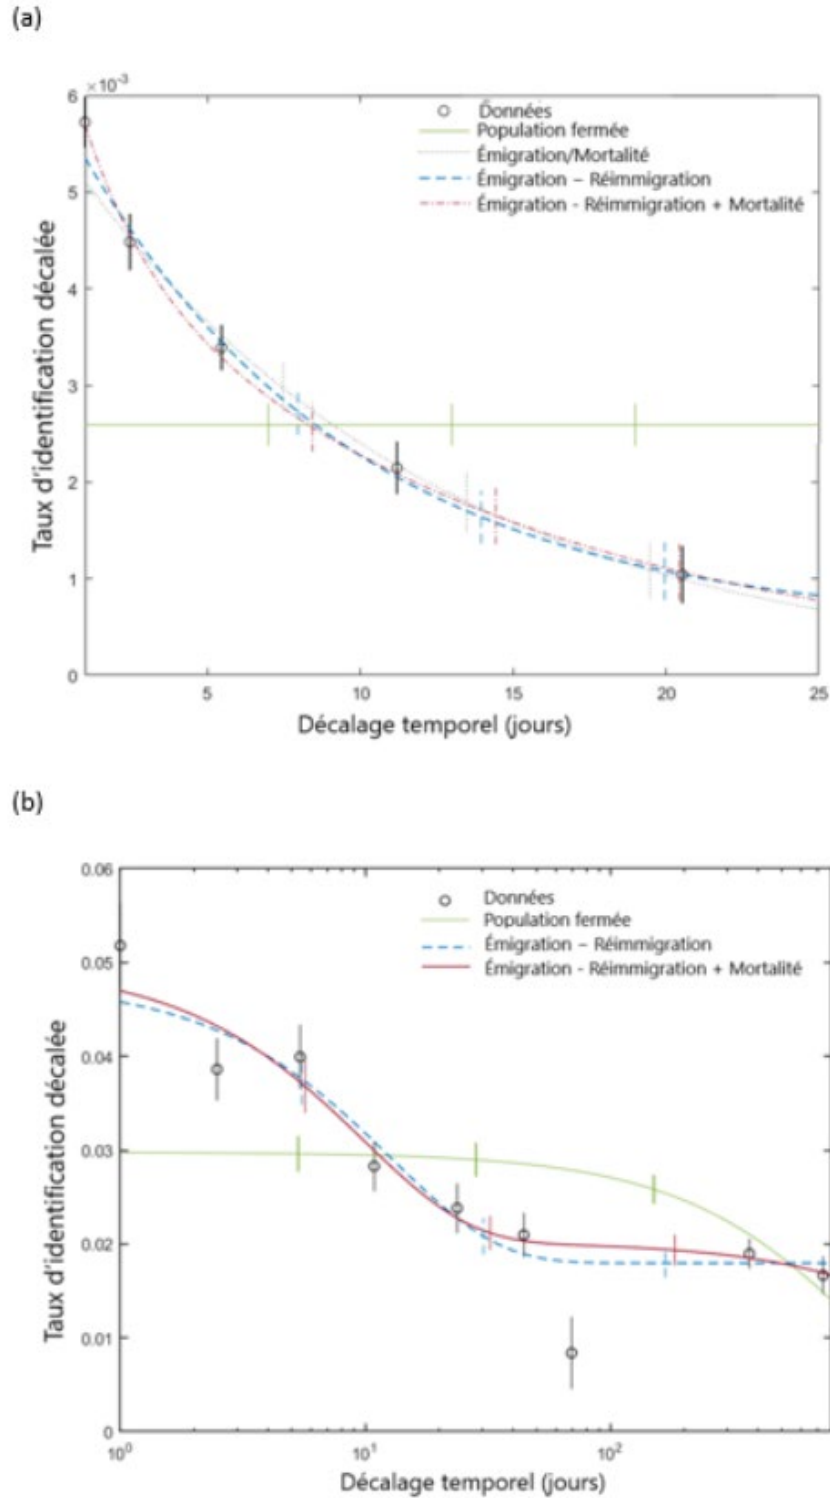 (a)
×10⁻³
Données
Population fermée
Émigration/Mortalité
Émigration – Réimmigration
Émigration - Réimmigration + Mortalité
Taux d'identification décalée
6
5
4
3
2
1
0
5 10 15 20 25
Décalage temporel (jours)
(b)
Données
Population fermée
Émigration – Réimmigration
Émigration - Réimmigration + Mortalité
Taux d'identification décalée
0.06
0.05
0.04
0.03
0.02
0.01
0
10⁰ 10¹ 10²
Décalage temporel (jours)